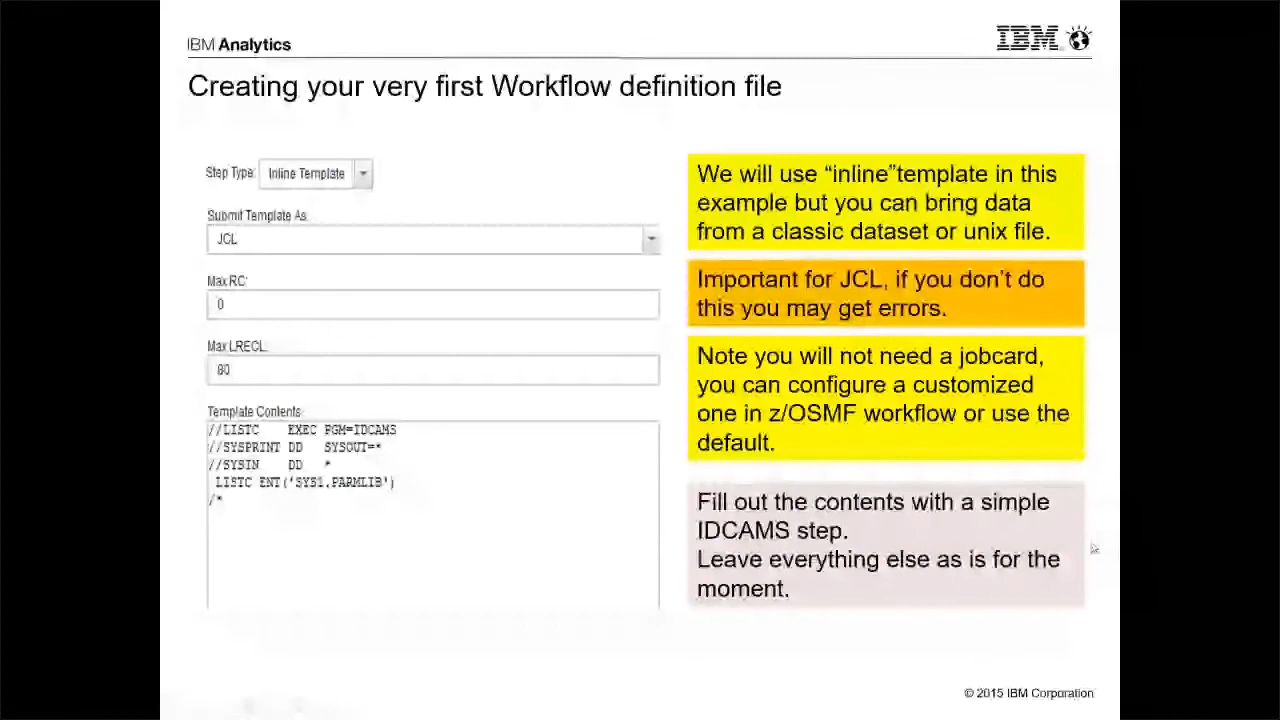 IBM Analytics
IBM
Creating your very first Workflow definition file
Step Type: Inline Template
Submit Template As:
JCL
Max RC:
0
Max LRECL:
80
Template Contents
//LISTC    EXEC PGM=IDCAMS
//SYSPRINT DD   SYSOUT=*
//SYSIN    DD   *
 LISTC ENT('SYS1.PARMLIB')
/*
We will use “inline”template in this
example but you can bring data
from a classic dataset or unix file.
Important for JCL, if you don’t do
this you may get errors.
Note you will not need a jobcard,
you can configure a customized
one in z/OSMF workflow or use the
default.
Fill out the contents with a simple
IDCAMS step.
Leave everything else as is for the
moment.
© 2015 IBM Corporation